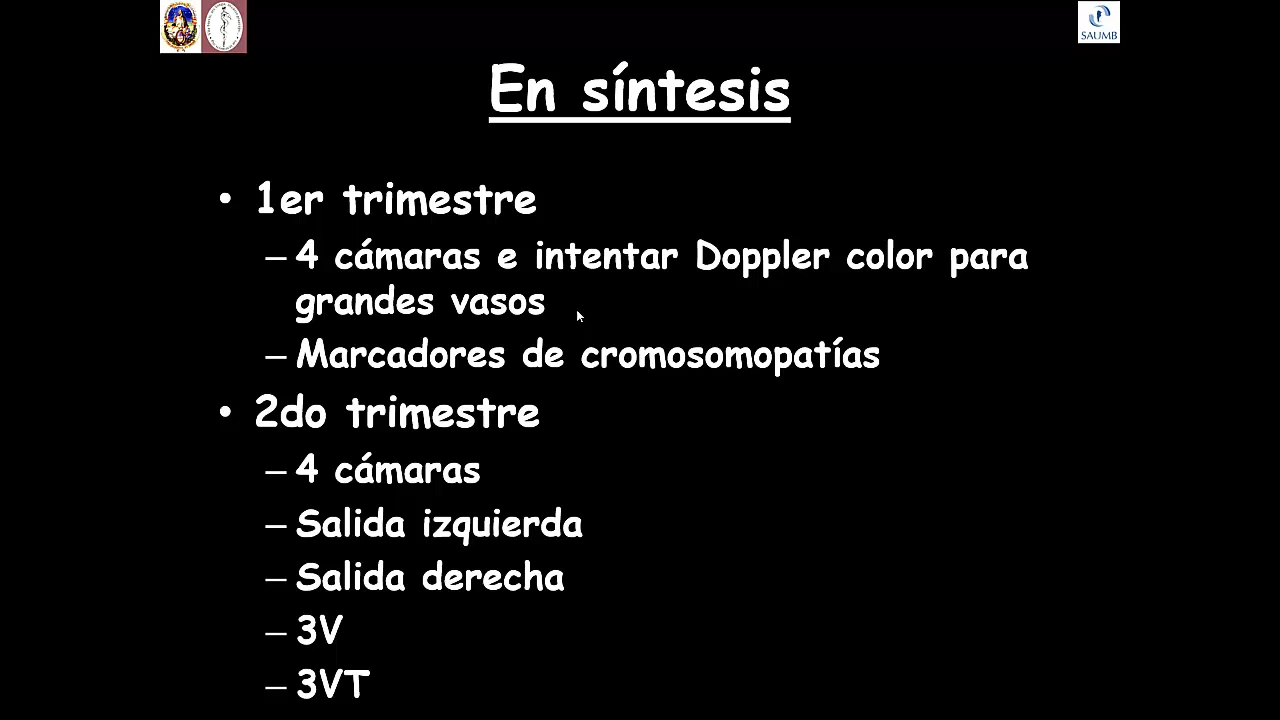 SAUMB
En síntesis
• 1er trimestre
– 4 cámaras e intentar Doppler color para
grandes vasos
– Marcadores de cromosomopatías
• 2do trimestre
– 4 cámaras
– Salida izquierda
– Salida derecha
– 3V
– 3VT